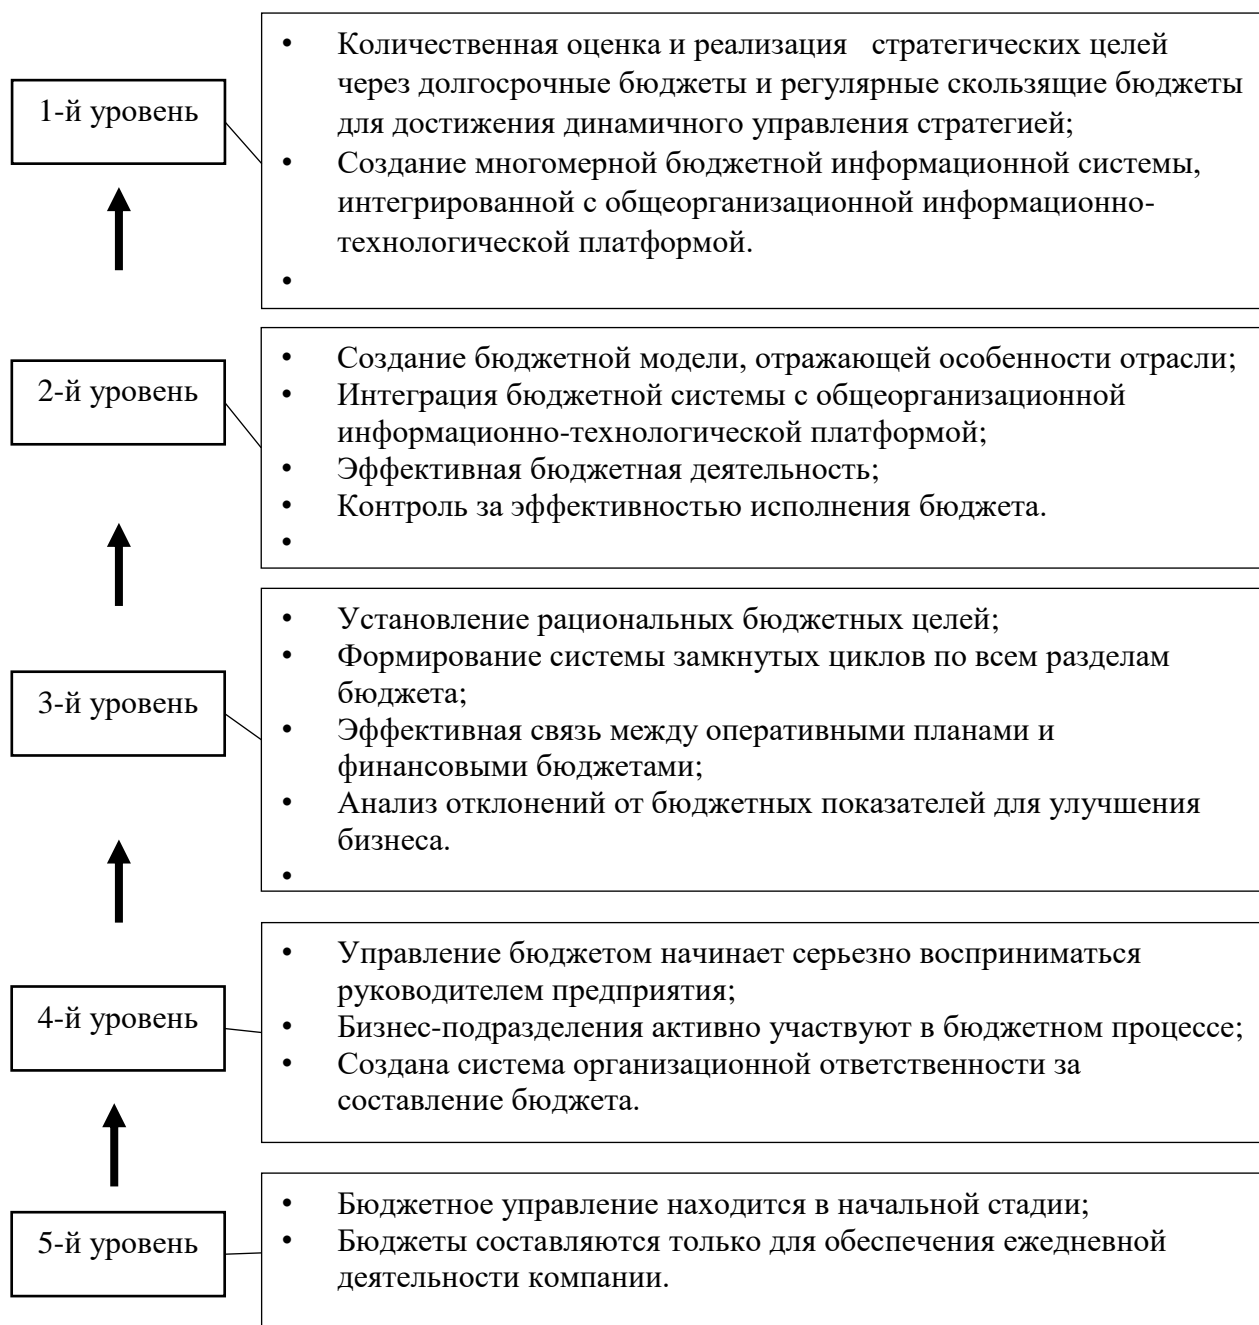 1-й уровень
• Количественная оценка и реализация стратегических целей
через долгосрочные бюджеты и регулярные скользящие бюджеты
для достижения динамичного управления стратегией;
• Создание многомерной бюджетной информационной системы,
интегрированной с общеорганизационной информационно-
технологической платформой.
•
2-й уровень
• Создание бюджетной модели, отражающей особенности отрасли;
• Интеграция бюджетной системы с общеорганизационной
информационно-технологической платформой;
• Эффективная бюджетная деятельность;
• Контроль за эффективностью исполнения бюджета.
•
3-й уровень
• Установление рациональных бюджетных целей;
• Формирование системы замкнутых циклов по всем разделам
бюджета;
• Эффективная связь между оперативными планами и
финансовыми бюджетами;
• Анализ отклонений от бюджетных показателей для улучшения
бизнеса.
•
4-й уровень
• Управление бюджетом начинает серьезно восприниматься
руководителем предприятия;
• Бизнес-подразделения активно участвуют в бюджетном процессе;
• Создана система организационной ответственности за
составление бюджета.
5-й уровень
• Бюджетное управление находится в начальной стадии;
• Бюджеты составляются только для обеспечения ежедневной
деятельности компании.